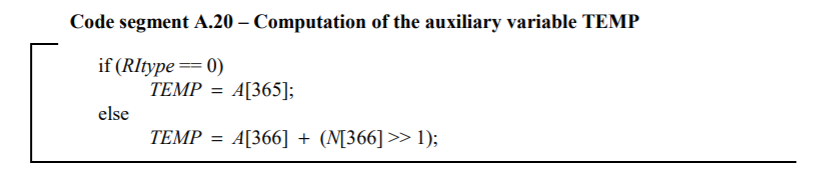 Code segment A.20 – Computation of the auxiliary variable TEMP
if (RItype == 0)
TEMP = A[365];
else
TEMP = A[366] + (N[366] >> 1);